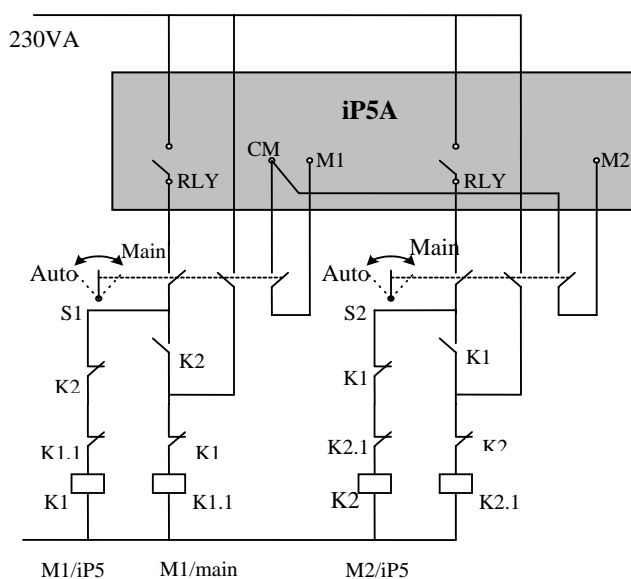 230VA
iP5A
CM
M1
M2
RLY
RLY
Main
Main
Auto
Auto
S1
S2
K2
K1
K2
K1
K1.1
K1
K2.1
K2
K1
K1.1
K2
K2.1
M1/iP5
M1/main
M2/iP5